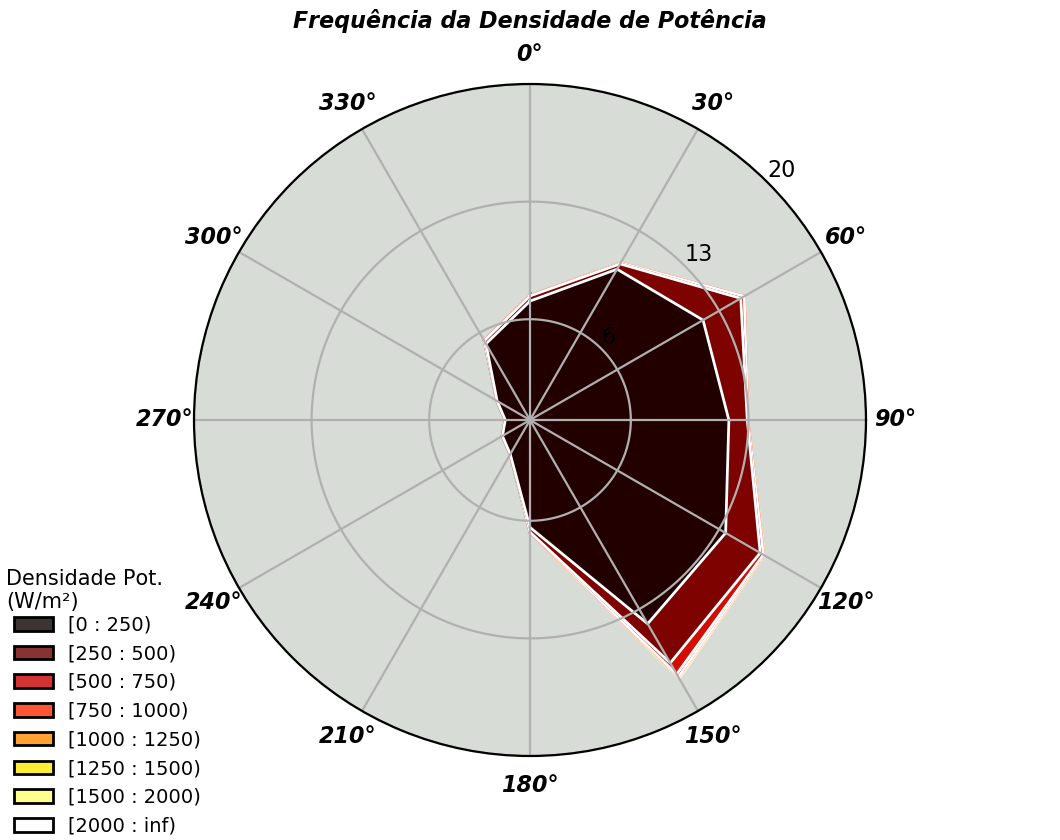 Frequência da Densidade de Potência
0°
330°
30°
20
300°
60°
13
6
270°
90°
240°
120°
210°
150°
180°
Densidade Pot.
(W/m²)
[0 : 250)
[250 : 500)
[500 : 750)
[750 : 1000)
[1000 : 1250)
[1250 : 1500)
[1500 : 2000)
[2000 : inf)